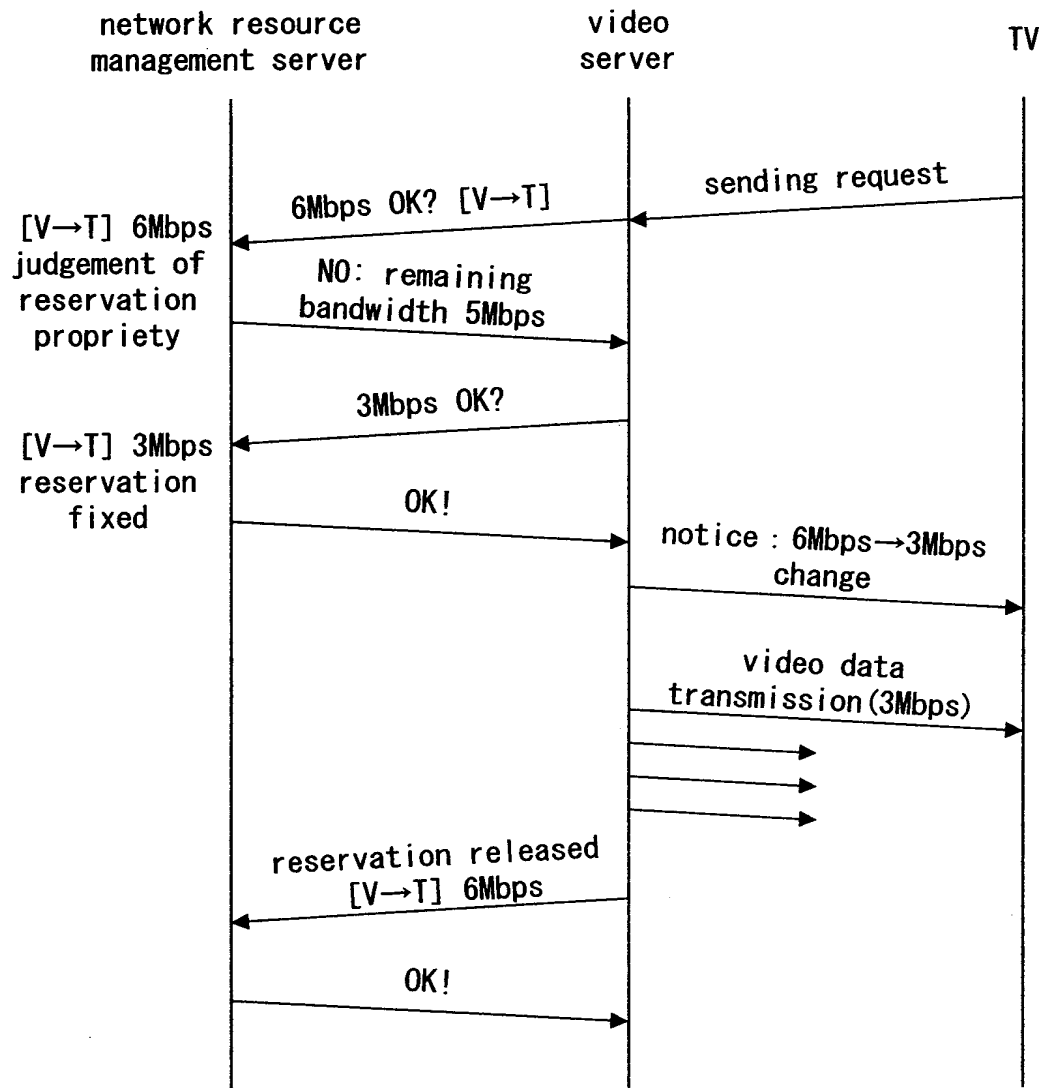 network resource
management server
video
server
TV
sending request
6Mbps OK? [V→T]
[V→T] 6Mbps
judgement of
reservation
propriety
NO: remaining
bandwidth 5Mbps
3Mbps OK?
[V→T] 3Mbps
reservation
fixed
OK!
notice : 6Mbps→3Mbps
change
video data
transmission(3Mbps)
reservation released
[V→T] 6Mbps
OK!